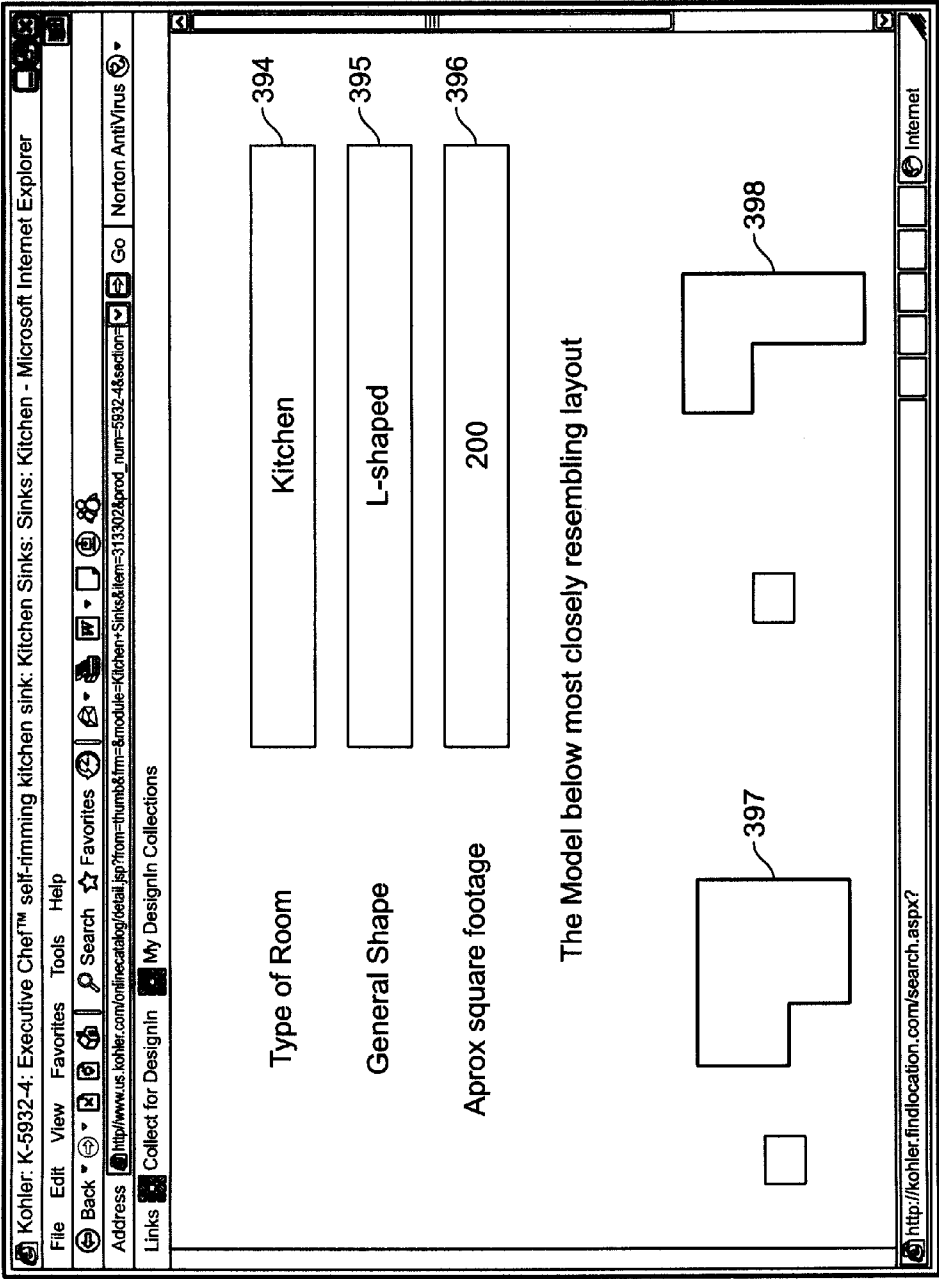 Kohler: K-5932-4: Executive Chef™ self-rimming kitchen sink: Kitchen Sinks: Sinks: Kitchen - Microsoft Internet Explorer
File Edit View Favorites Tools Help
Back Search Favorites
Address http//www.us.kohler.com/onlinecatalog/detail.jsp?from=thumb&frm=&module=Kitchen+Sinks&item=313302&prod_num=5932-4&section= Go Norton AntiVirus
Links Collect for DesignIn My DesignIn Collections
Type of Room Kitchen 394
General Shape L-shaped 395
Aprox square footage 200 396
The Model below most closely resembling layout
397 398
http://kohler.findlocation.com/search.aspx? Internet